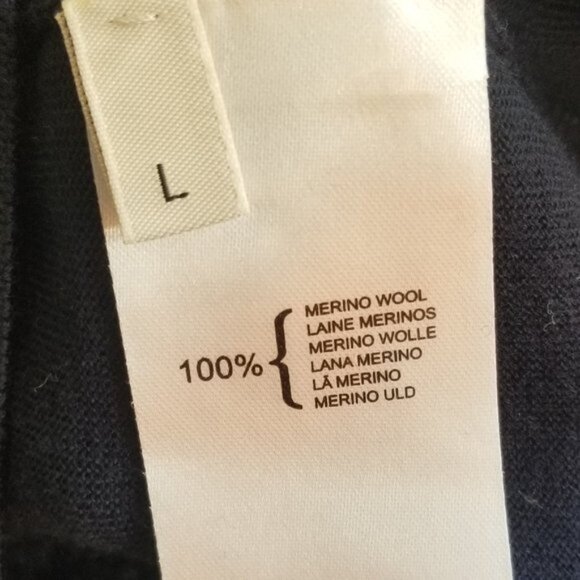 L
100% {
MERINO WOOL
LAINE MERINOS
MERINO WOLLE
LANA MERINO
LÃ MERINO
MERINO ULD